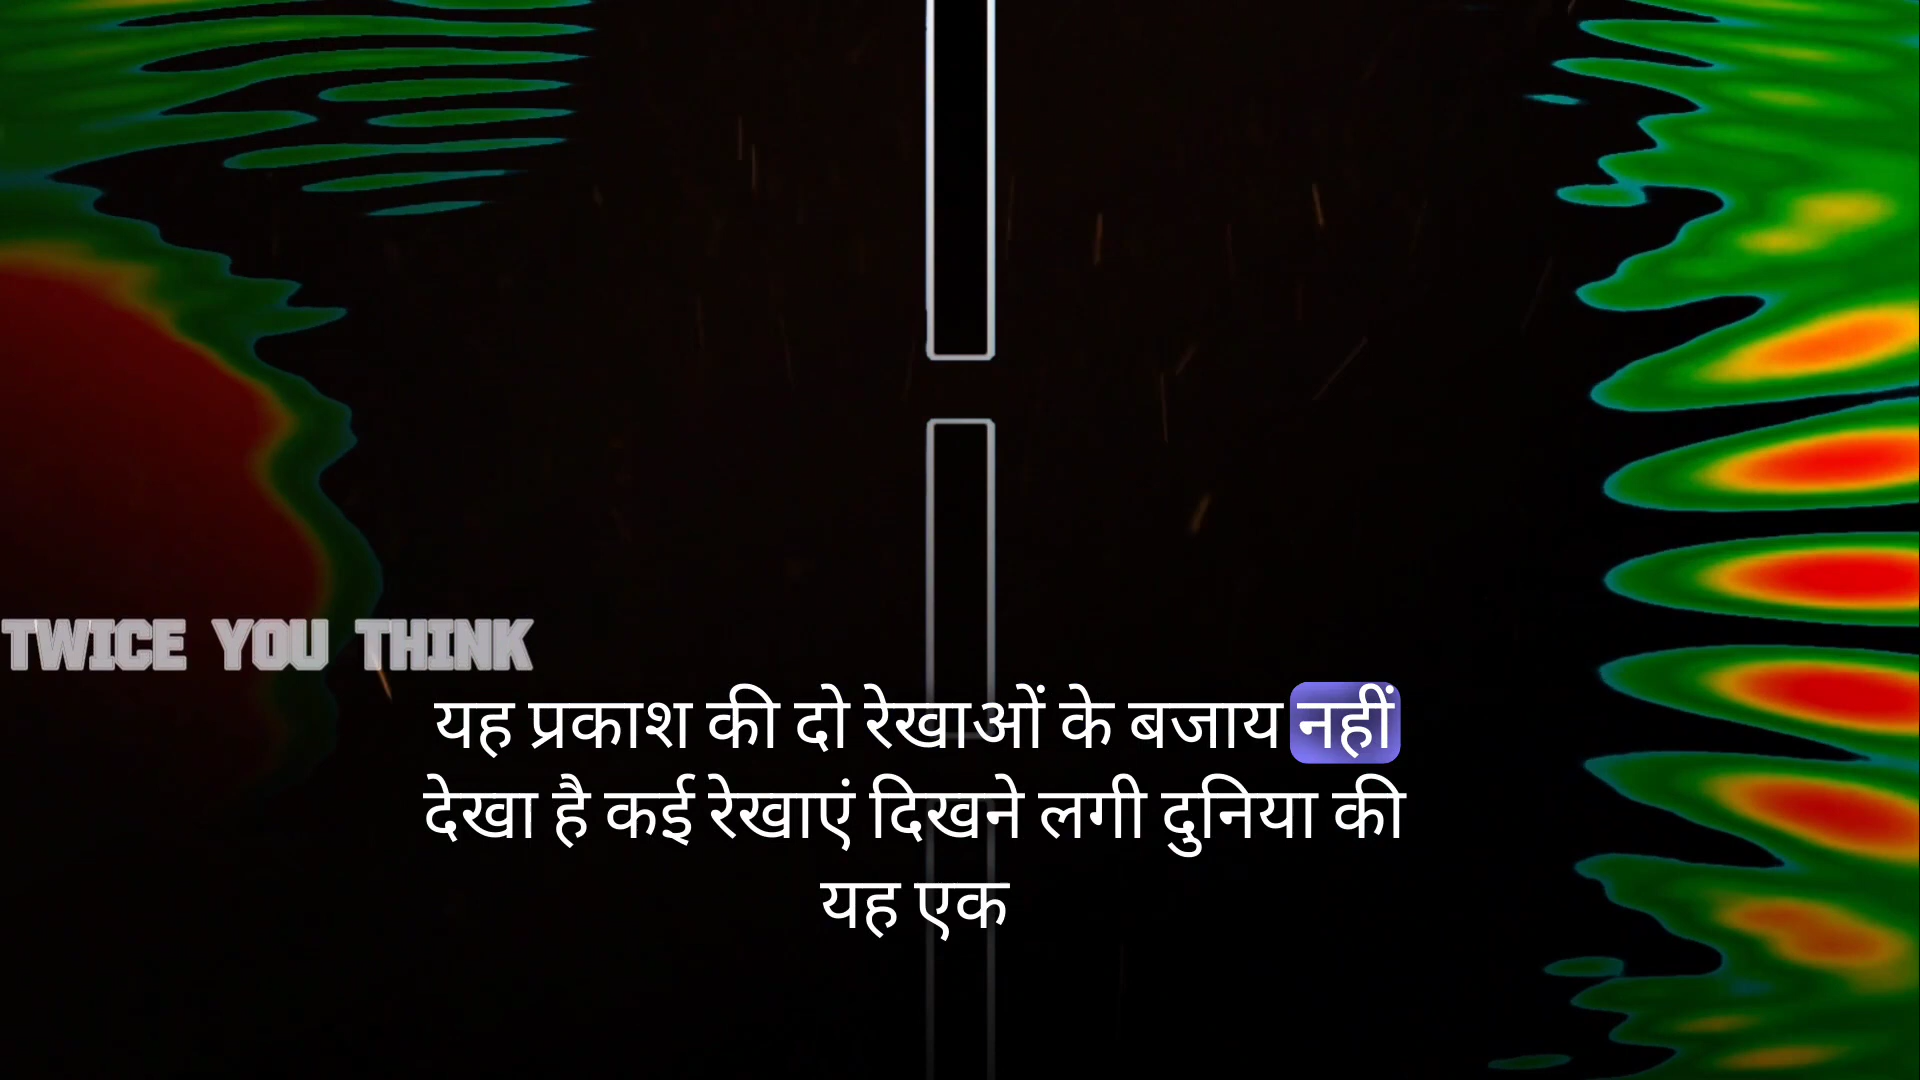 TWICE YOU THINK
यह प्रकाश की दो रेखाओं के बजाय नहीं
देखा है कई रेखाएं दिखने लगी दुनिया की
यह एक